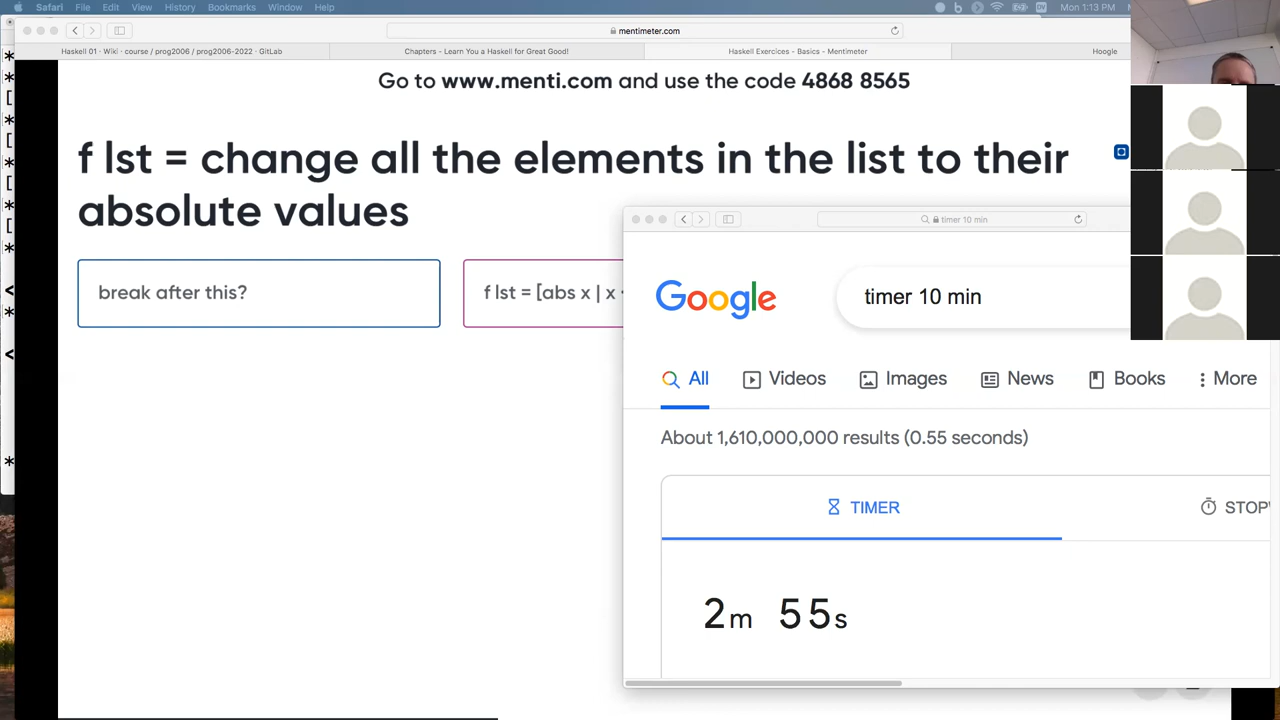 Safari File Edit View History Bookmarks Window Help
Mon 1:13 PM
mentimeter.com
Haskell 01 · Wiki · course / prog2006 / prog2006-2022 · GitLab
Chapters - Learn You a Haskell for Great Good!
Haskell Exercices - Basics - Mentimeter
Hoogle
Go to www.menti.com and use the code 4868 8565
f lst = change all the elements in the list to their
absolute values
break after this?
f lst = [abs x | x
timer 10 min
Google
timer 10 min
All
Videos
Images
News
Books
More
About 1,610,000,000 results (0.55 seconds)
TIMER
STOP
2m 55s